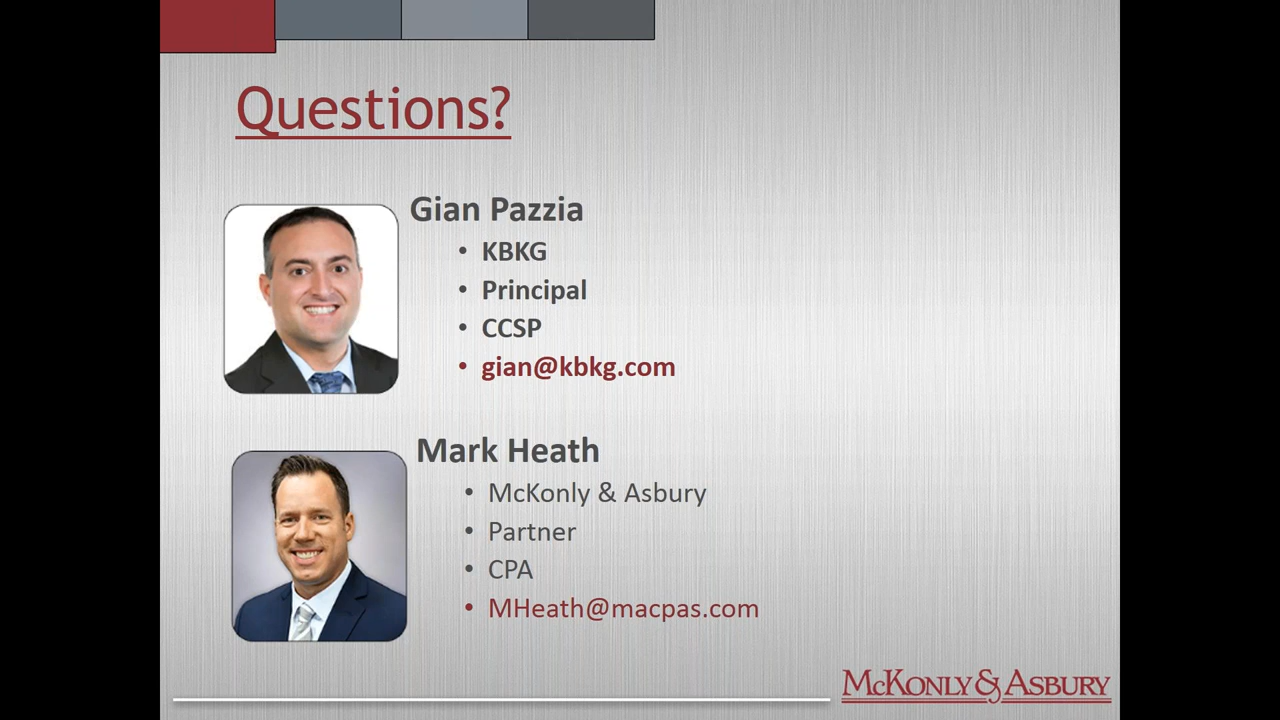 Questions?
Gian Pazzia
• KBKG
• Principal
• CCSP
• gian@kbkg.com
Mark Heath
• McKonly & Asbury
• Partner
• CPA
• MHeath@macpas.com
McKonly & Asbury